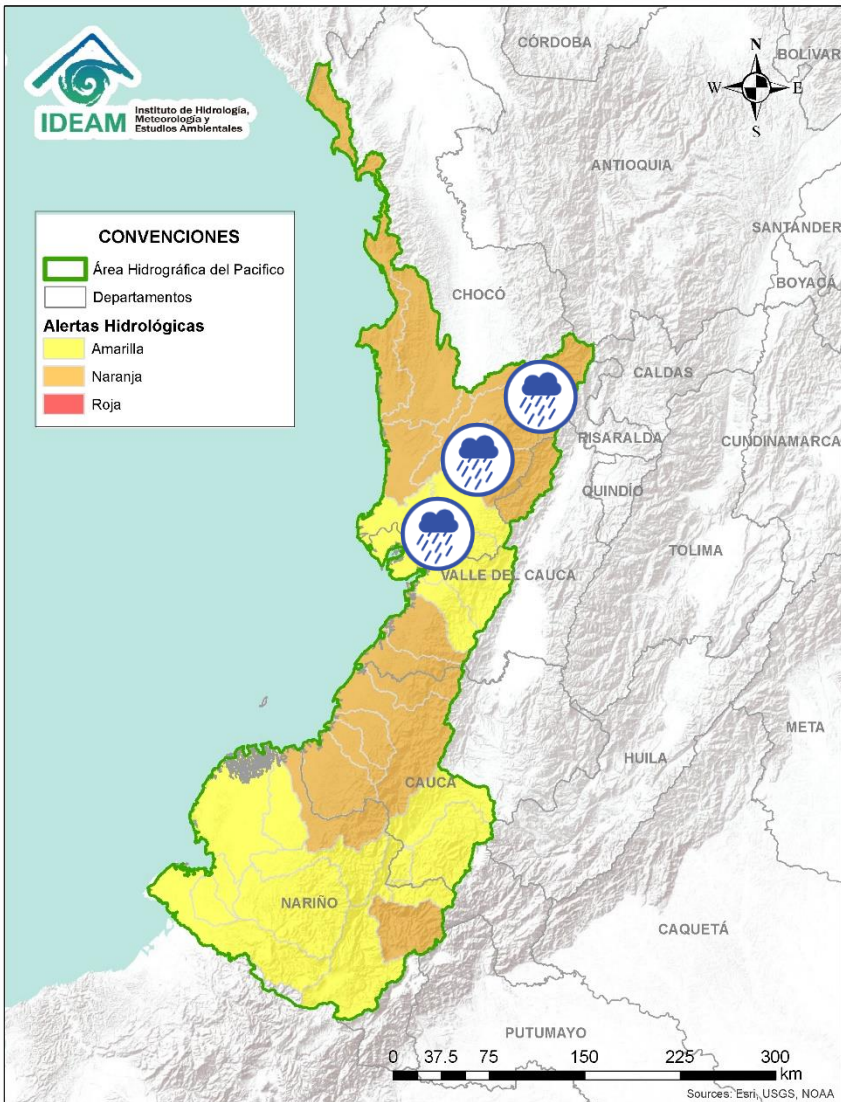 IDEAM
Instituto de Hidrología,
Meteorología y
Estudios Ambientales
CÓRDOBA
BOLÍVAR
N
W
E
S
ANTIOQUIA
SANTANDER
BOYACÁ
CONVENCIONES
Área Hidrográfica del Pacifico
Departamentos
Alertas Hidrológicas
Amarilla
Naranja
Roja
CHOCÓ
CALDAS
RISARALDA
CUNDINAMARCA
QUINDÍO
TOLIMA
VALLE DEL CAUCA
META
HUILA
CAUCA
NARIÑO
CAQUETÁ
PUTUMAYO
0 37.5 75 150 225 300
km
Sources: Esri, USGS, NOAA